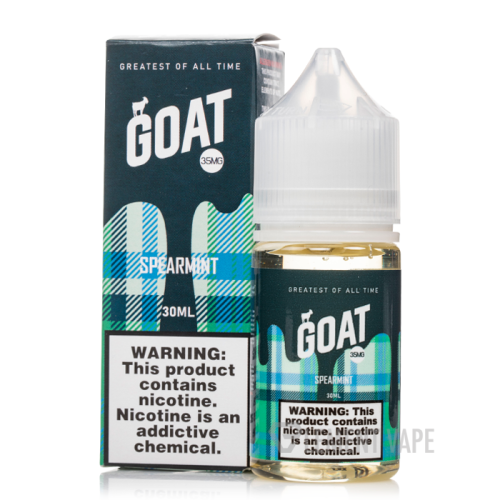 GREATEST OF ALL TIME
GOAT
35MG
SPEARMINT
30ML
WARNING:
This product
contains
nicotine.
Nicotine is an
addictive
chemical.
GREATEST OF ALL TIME
GOAT
35MG
SPEARMINT
30ML
WARNING: This
product contains
nicotine. Nicotine
is an addictive
chemical.
VAPE